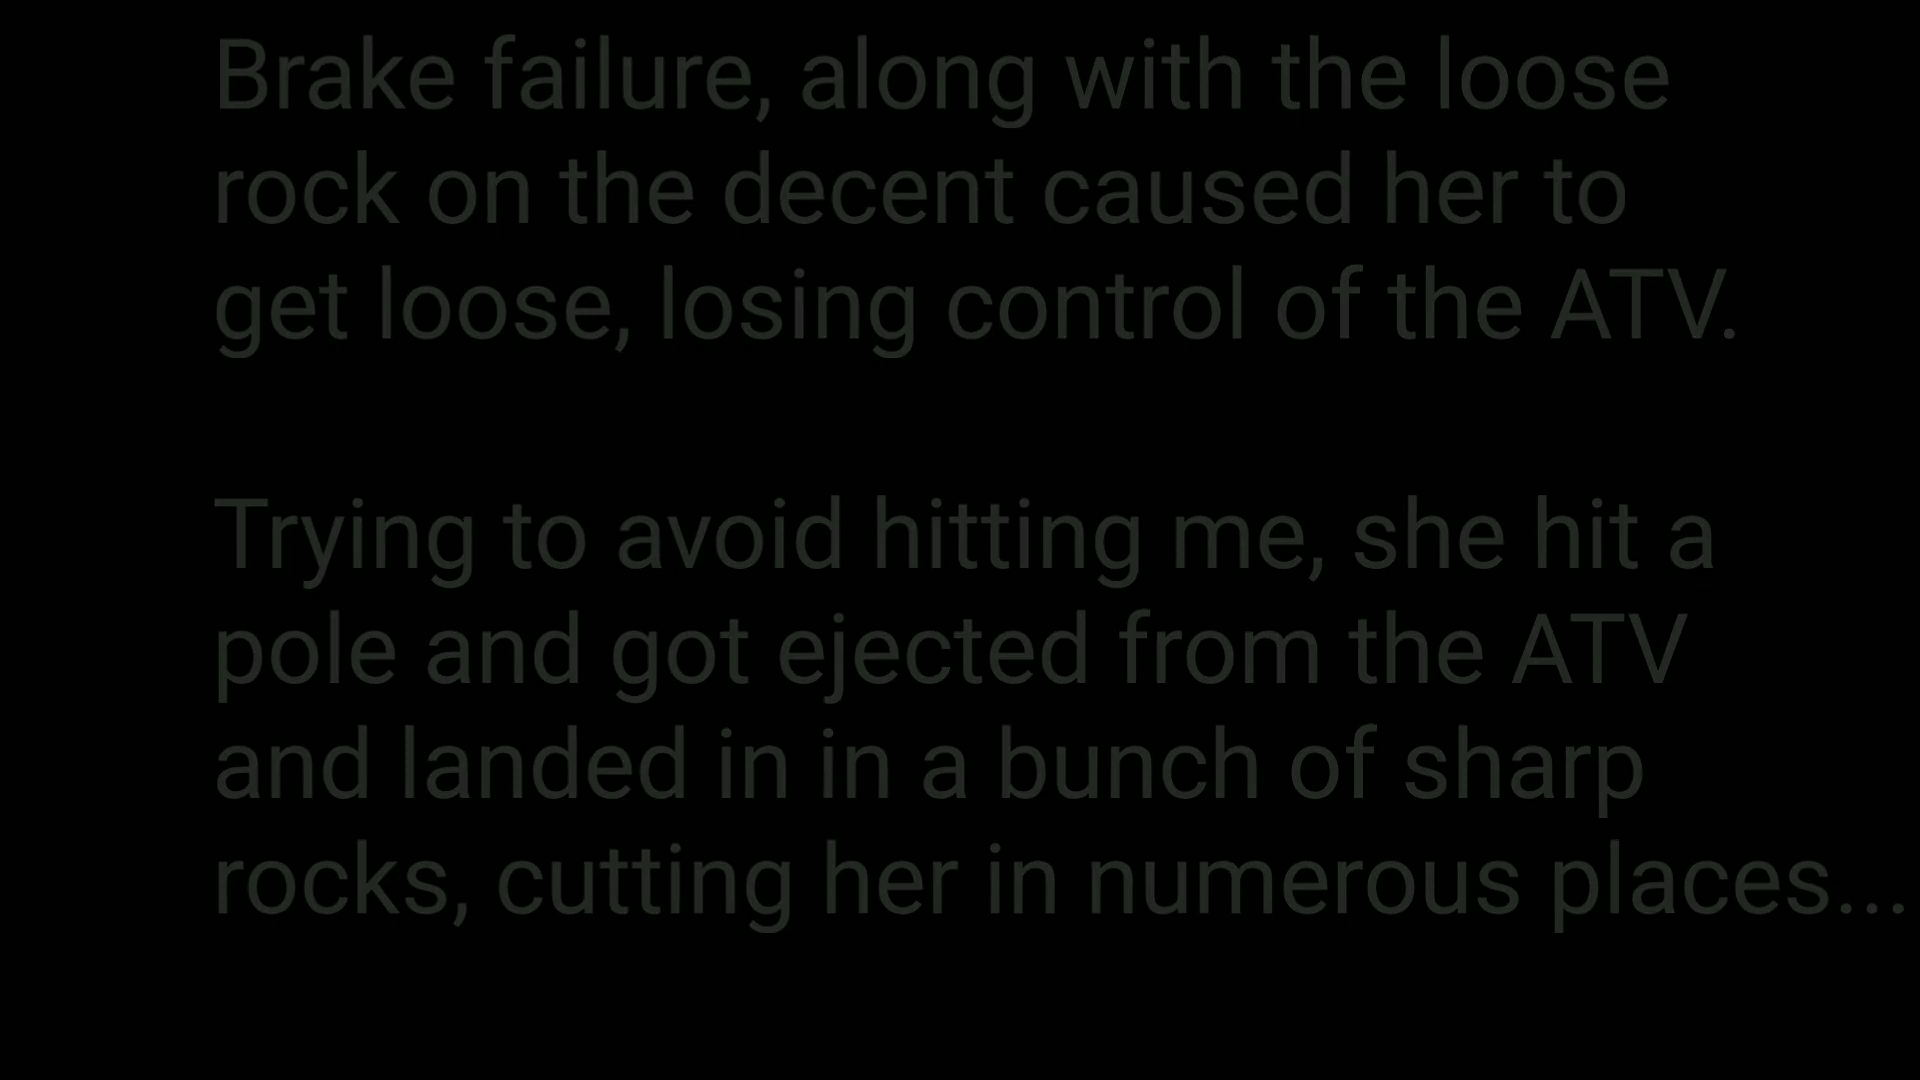 Brake failure, along with the loose
rock on the decent caused her to
get loose, losing control of the ATV.
Trying to avoid hitting me, she hit a
pole and got ejected from the ATV
and landed in in a bunch of sharp
rocks, cutting her in numerous places...